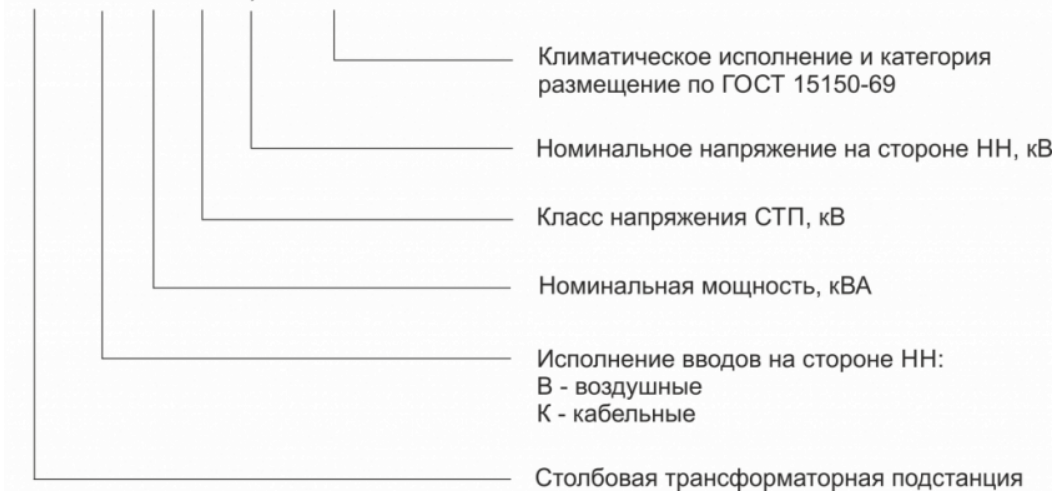 Климатическое исполнение и категория
размещение по ГОСТ 15150-69
Номинальное напряжение на стороне НН, кВ
Класс напряжения СТП, кВ
Номинальная мощность, кВА
Исполнение вводов на стороне НН:
В - воздушные
К - кабельные
Столбовая трансформаторная подстанция